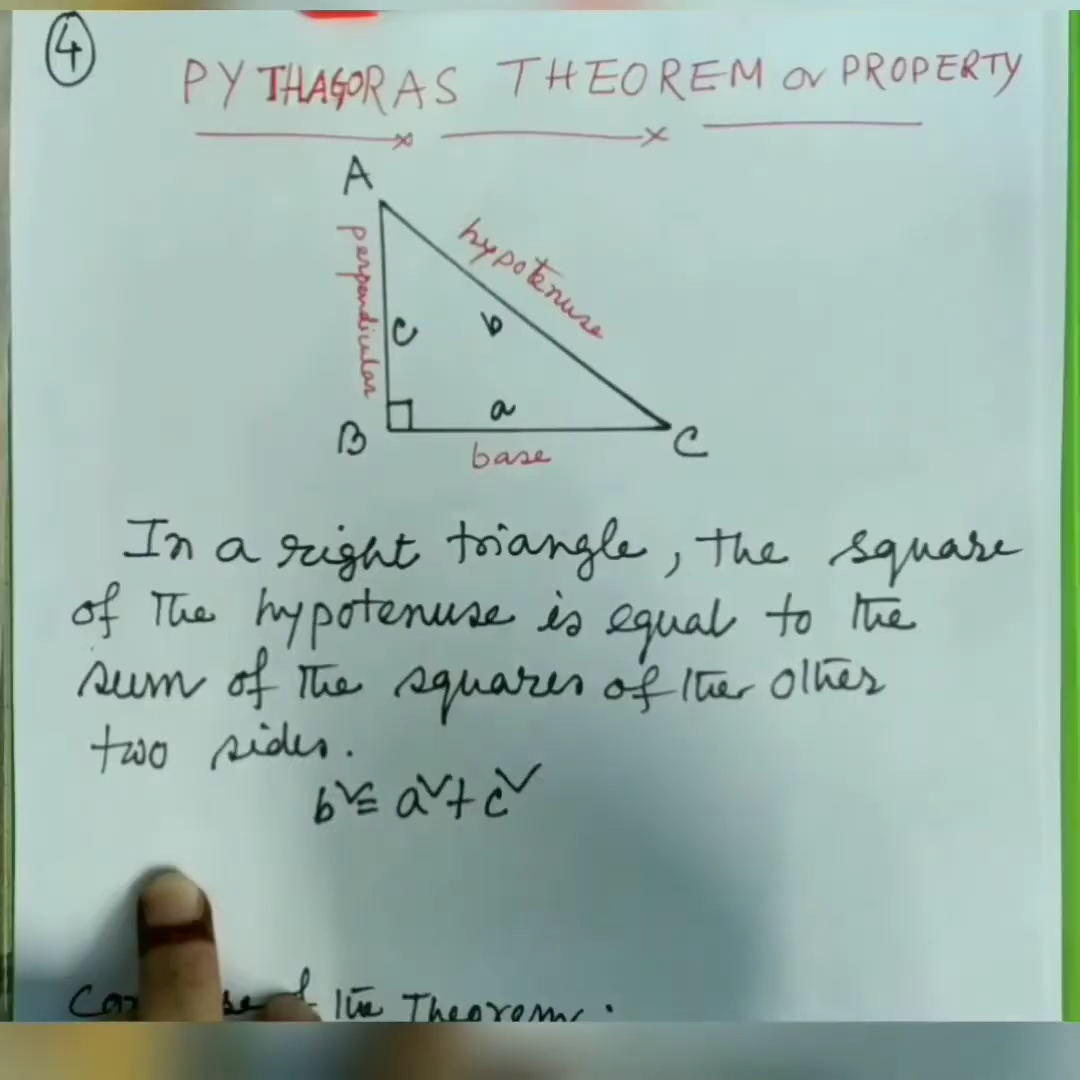 4
PYTHAGORAS THEOREM or PROPERTY
A
perpendicular
hypotenuse
c
b
a
B
C
base
In a right triangle, the square
of the hypotenuse is equal to the
sum of the squares of the other
two sides.
b² = a² + c²
of the Theorem: